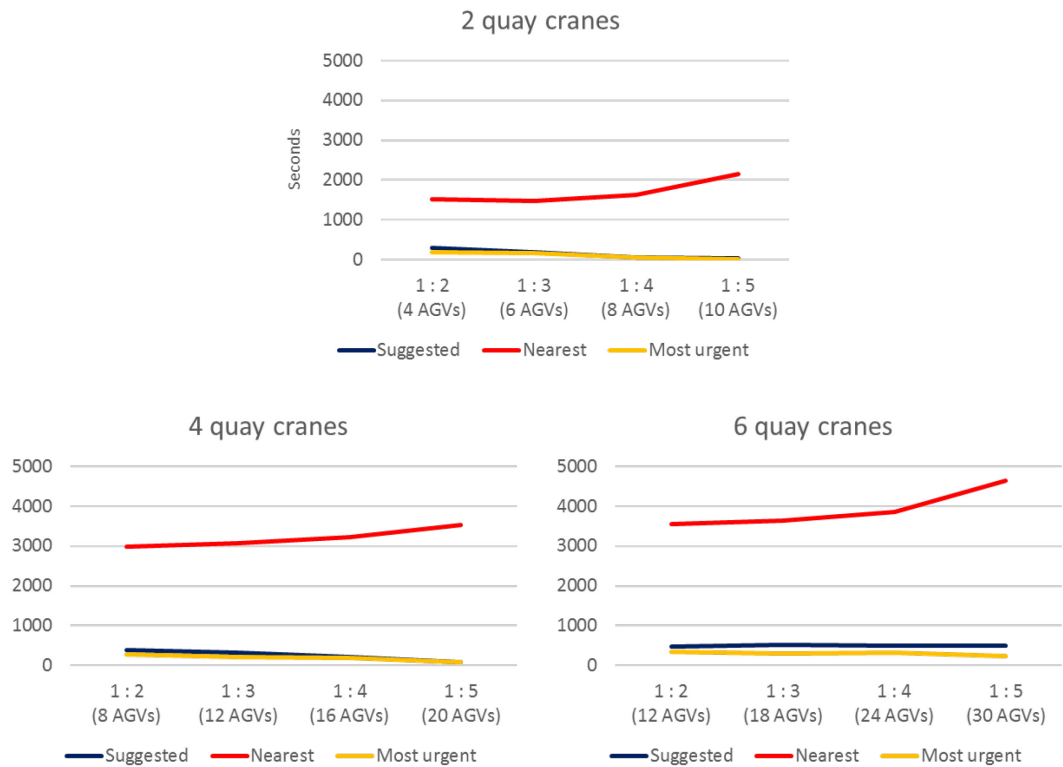 2 quay cranes
5000
4000
3000
2000
1000
0
Seconds
1 : 2 1 : 3 1 : 4 1 : 5
(4 AGVs) (6 AGVs) (8 AGVs) (10 AGVs)
Suggested Nearest Most urgent
4 quay cranes
5000
4000
3000
2000
1000
0
1 : 2 1 : 3 1 : 4 1 : 5
(8 AGVs) (12 AGVs) (16 AGVs) (20 AGVs)
Suggested Nearest Most urgent
6 quay cranes
5000
4000
3000
2000
1000
0
1 : 2 1 : 3 1 : 4 1 : 5
(12 AGVs) (18 AGVs) (24 AGVs) (30 AGVs)
Suggested Nearest Most urgent